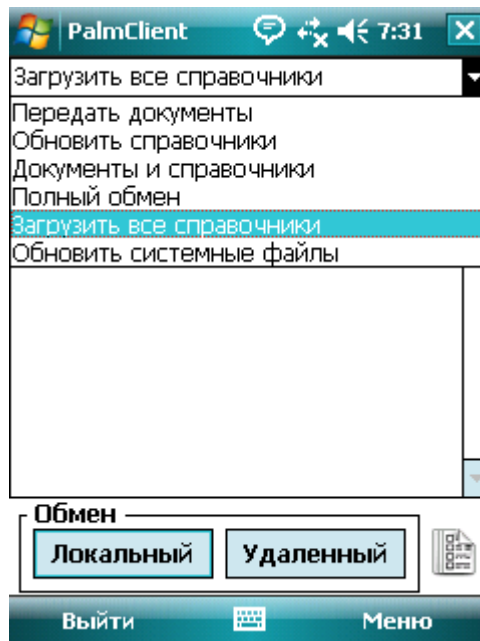 PalmClient 7:31
Загрузить все справочники
Передать документы
Обновить справочники
Документы и справочники
Полный обмен
Загрузить все справочники
Обновить системные файлы
Обмен
Локальный Удаленный
Выйти Меню